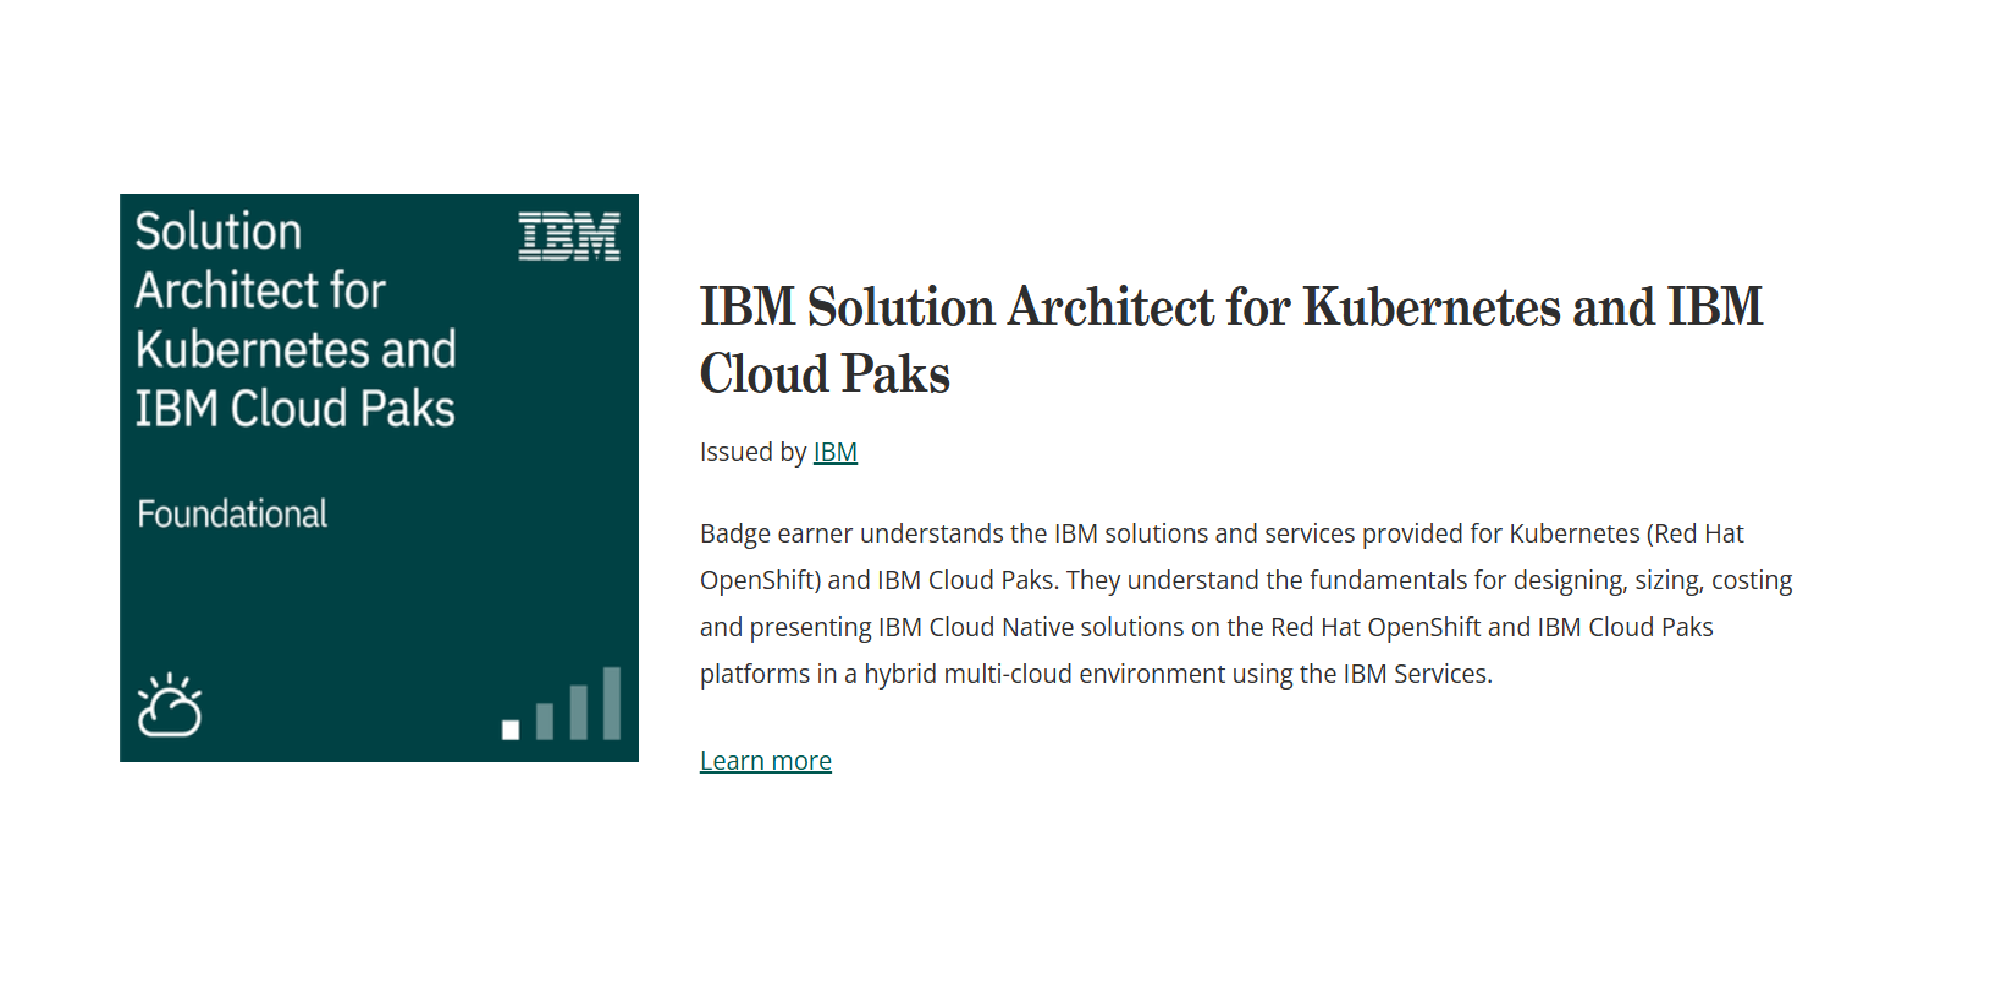 Solution
Architect for
Kubernetes and
IBM Cloud Paks
IBM
Foundational
IBM Solution Architect for Kubernetes and IBM
Cloud Paks
Issued by IBM
Badge earner understands the IBM solutions and services provided for Kubernetes (Red Hat
OpenShift) and IBM Cloud Paks. They understand the fundamentals for designing, sizing, costing
and presenting IBM Cloud Native solutions on the Red Hat OpenShift and IBM Cloud Paks
platforms in a hybrid multi-cloud environment using the IBM Services.
Learn more